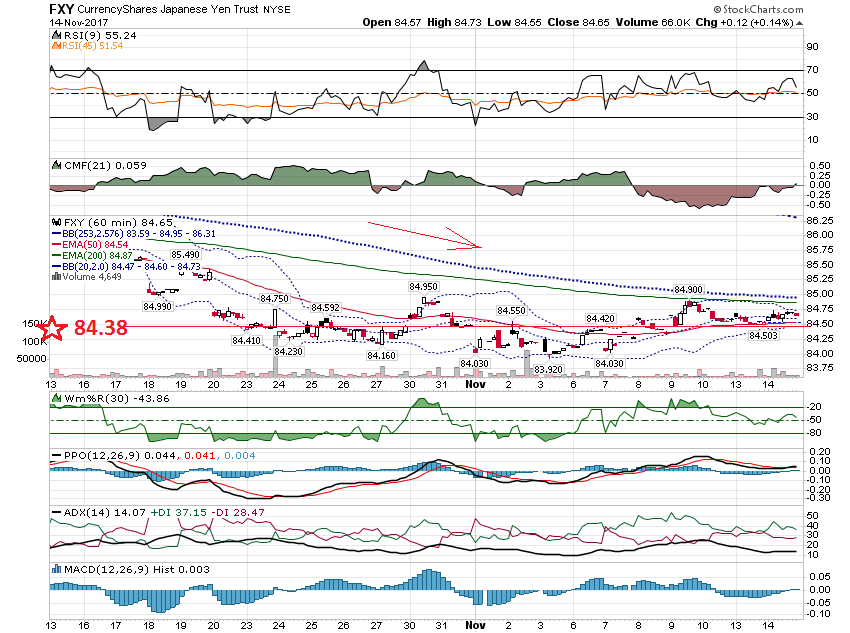 FXY CurrencyShares Japanese Yen Trust NYSE © StockCharts.com
14-Nov-2017 Open 84.57 High 84.73 Low 84.55 Close 84.65 Volume 66.0K Chg +0.12 (+0.14%)
RSI(9) 55.24
RSI(45) 51.54
90
70
50
30
10
CMF(21) 0.059
0.50
0.25
0.00
-0.25
-0.50
FXY (60 min) 84.65
BB(253,2.576) 83.59 - 84.95 - 86.31
EMA(50) 84.54
EMA(200) 84.87
BB(20,2.0) 84.47 - 84.60 - 84.73
Volume 4,649
86.25
86.00
85.75
85.50
85.25
85.00
84.75
84.50
84.25
84.00
83.75
150K
100K
50000
84.38
85.490
84.990
84.410
84.750
84.230
84.592
84.160
84.950
84.030
84.550
83.920
84.420
84.030
84.900
84.503
13 16 17 18 19 20 23 24 25 26 27 30 31 Nov 2 3 6 7 8 9 10 13 14
Wm%R(30) -43.86
-20
-50
-80
PPO(12,26,9) 0.044, 0.041, 0.004
0.20
0.10
0.00
-0.10
-0.20
-0.30
ADX(14) 14.07 +DI 37.15 -DI 28.47
50
40
30
20
10
MACD(12,26,9) Hist 0.003
0.05
0.00
-0.05
-0.10
13 16 17 18 19 20 23 24 25 26 27 30 31 Nov 2 3 6 7 8 9 10 13 14